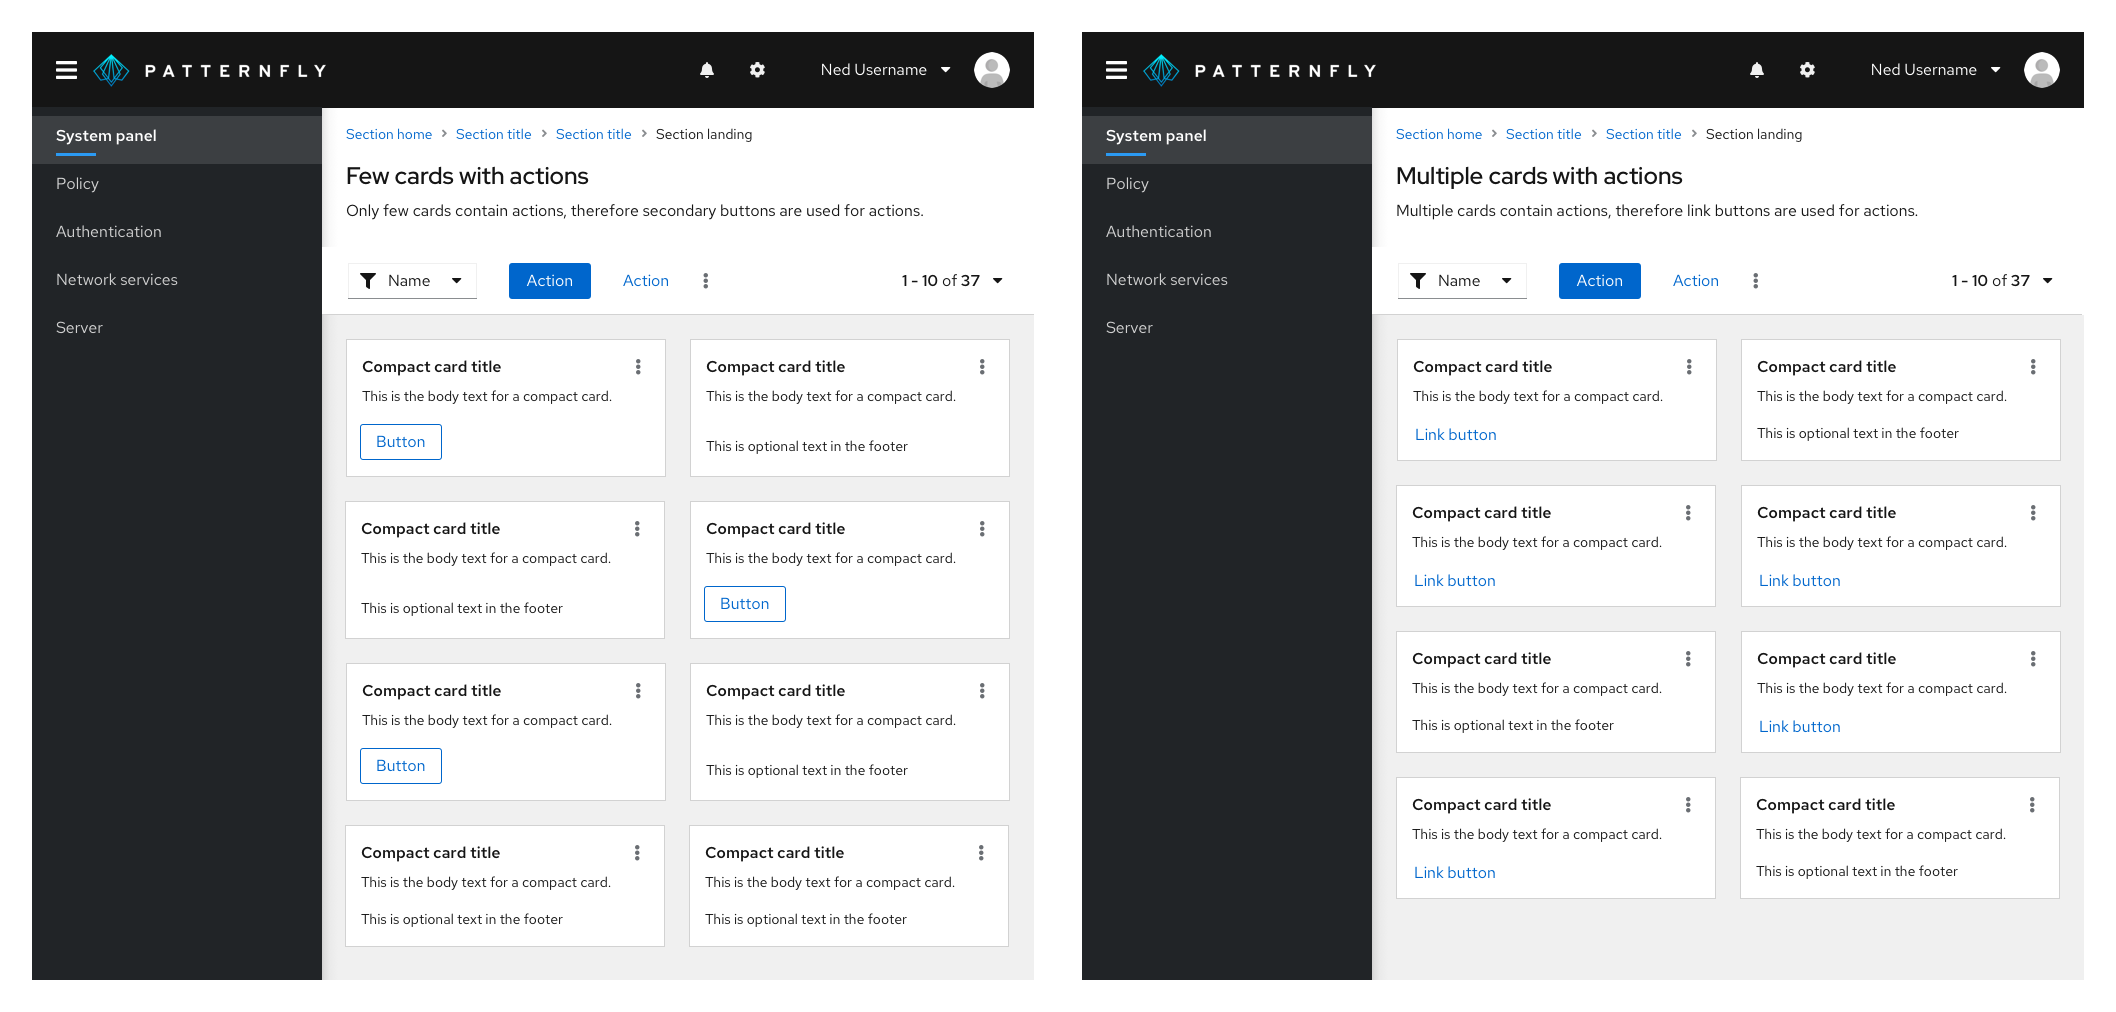 PATTERNFLY
Ned Username
System panel
Policy
Authentication
Network services
Server
Section home > Section title > Section title > Section landing
Few cards with actions
Only few cards contain actions, therefore secondary buttons are used for actions.
Name
Action
Action
1 - 10 of 37
Compact card title
This is the body text for a compact card.
Button
Compact card title
This is the body text for a compact card.
This is optional text in the footer
Compact card title
This is the body text for a compact card.
This is optional text in the footer
Compact card title
This is the body text for a compact card.
Button
Compact card title
This is the body text for a compact card.
Button
Compact card title
This is the body text for a compact card.
This is optional text in the footer
Compact card title
This is the body text for a compact card.
This is optional text in the footer
Compact card title
This is the body text for a compact card.
This is optional text in the footer
PATTERNFLY
Ned Username
System panel
Policy
Authentication
Network services
Server
Section home > Section title > Section title > Section landing
Multiple cards with actions
Multiple cards contain actions, therefore link buttons are used for actions.
Name
Action
Action
1 - 10 of 37
Compact card title
This is the body text for a compact card.
Link button
Compact card title
This is the body text for a compact card.
This is optional text in the footer
Compact card title
This is the body text for a compact card.
Link button
Compact card title
This is the body text for a compact card.
Link button
Compact card title
This is the body text for a compact card.
This is optional text in the footer
Compact card title
This is the body text for a compact card.
Link button
Compact card title
This is the body text for a compact card.
Link button
Compact card title
This is the body text for a compact card.
This is optional text in the footer